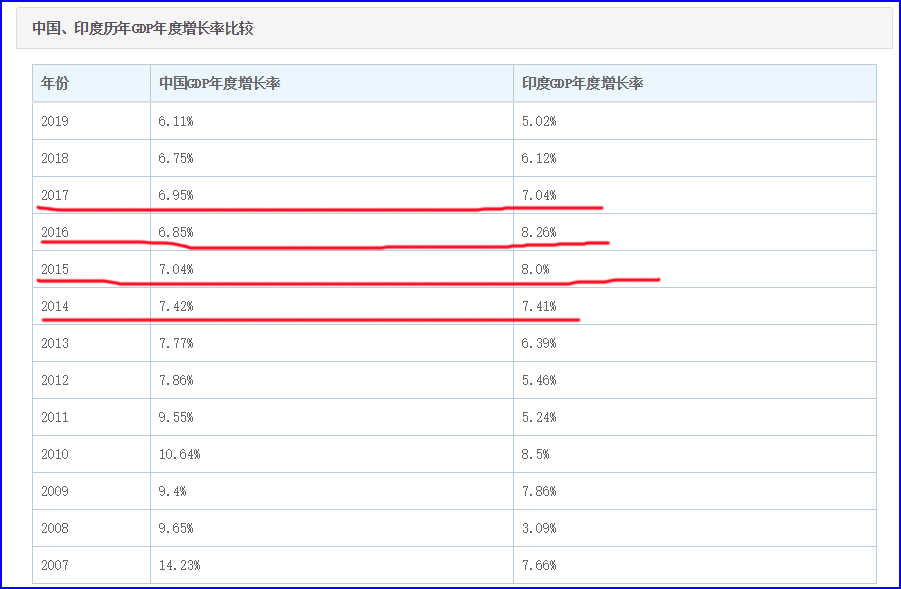 中国、印度历年GDP年度增长率比较
年份 中国GDP年度增长率 印度GDP年度增长率
2019 6.11% 5.02%
2018 6.75% 6.12%
2017 6.95% 7.04%
2016 6.85% 8.26%
2015 7.04% 8.0%
2014 7.42% 7.41%
2013 7.77% 6.39%
2012 7.86% 5.46%
2011 9.55% 5.24%
2010 10.64% 8.5%
2009 9.4% 7.86%
2008 9.65% 3.09%
2007 14.23% 7.66%